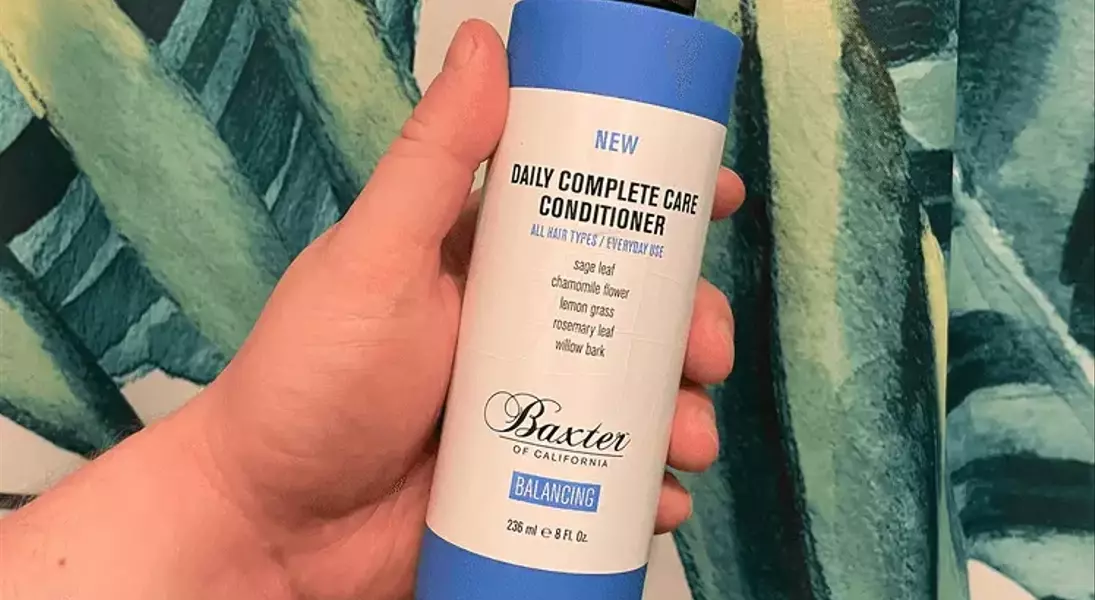 NEW
DAILY COMPLETE CARE
CONDITIONER
ALL HAIR TYPES / EVERYDAY USE
sage leaf
chamomile flower
lemon grass
rosemary leaf
willow bark
Baxter
OF CALIFORNIA
BALANCING
236 ml ℮ 8 Fl. Oz.